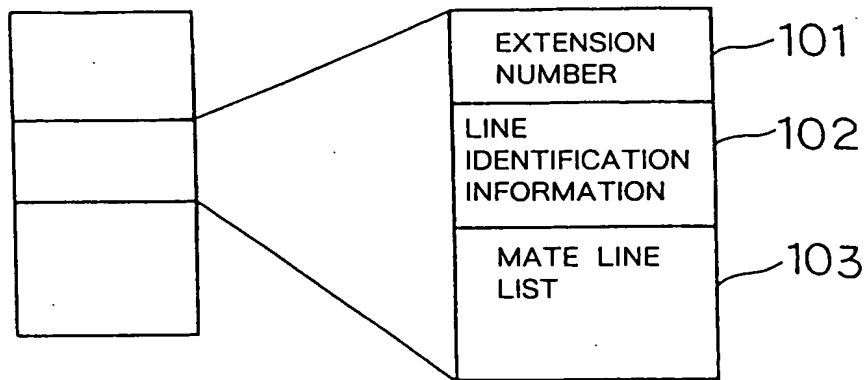 EXTENSION
NUMBER
101
LINE
IDENTIFICATION
INFORMATION
102
MATE LINE
LIST
103